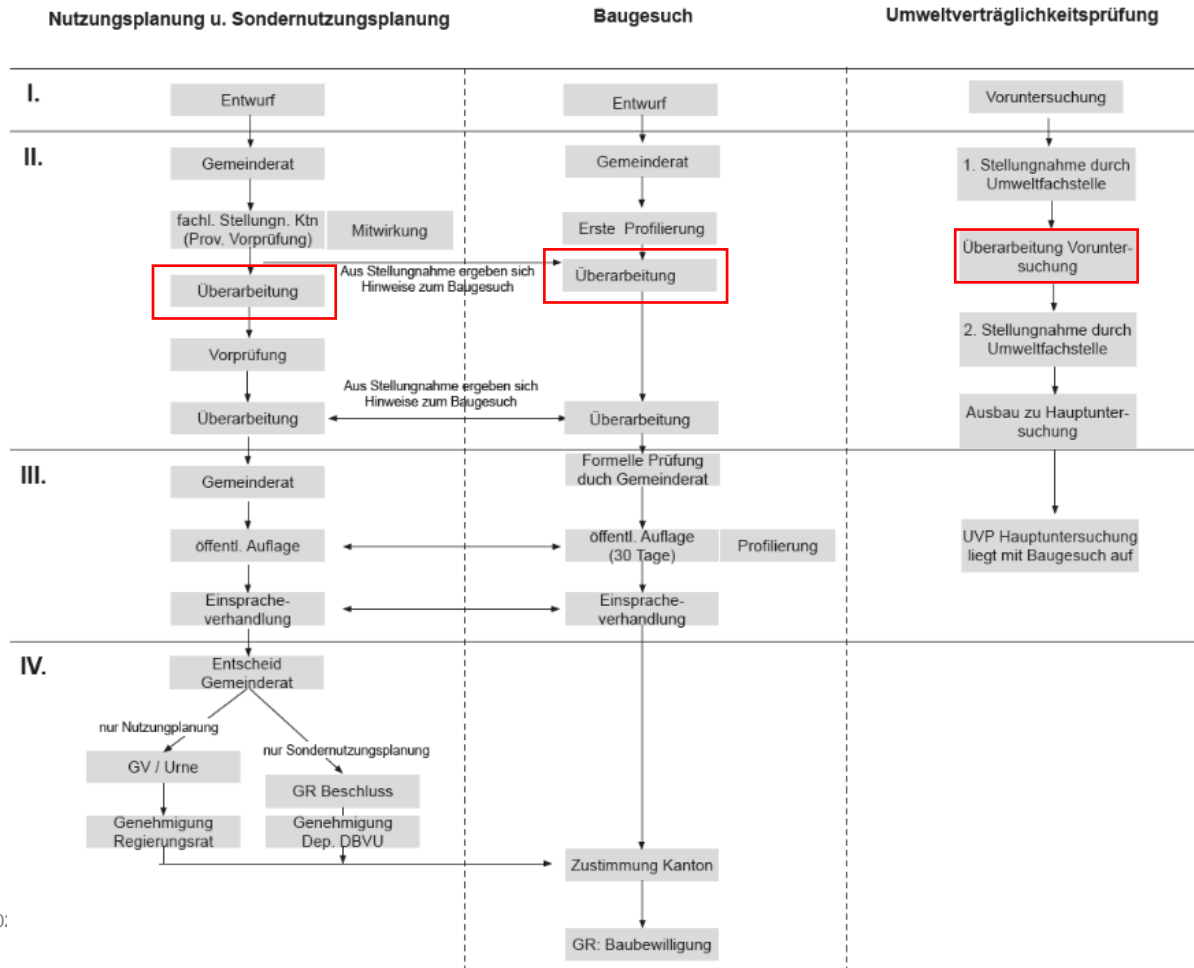 Nutzungsplanung u. Sondernutzungsplanung
Baugesuch
Umweltverträglichkeitsprüfung
I.
Entwurf
Entwurf
Voruntersuchung
II.
Gemeinderat
Gemeinderat
1. Stellungnahme durch
Umweltfachstelle
fachl. Stellungn. Ktn
(Prov. Vorprüfung)
Mitwirkung
Erste Profilierung
Überarbeitung Vorunter-
suchung
Aus Stellungnahme ergeben sich
Hinweise zum Baugesuch
Überarbeitung
Überarbeitung
2. Stellungnahme durch
Umweltfachstelle
Vorprüfung
Aus Stellungnahme ergeben sich
Hinweise zum Baugesuch
Überarbeitung
Überarbeitung
Ausbau zu Hauptunter-
suchung
III.
Gemeinderat
Formelle Prüfung
duch Gemeinderat
öffentl. Auflage
öffentl. Auflage
(30 Tage)
Profilierung
UVP Hauptuntersuchung
liegt mit Baugesuch auf
Einsprache-
verhandlung
Einsprache-
verhandlung
IV.
Entscheid
Gemeinderat
nur Nutzungplanung
nur Sondernutzungsplanung
GV / Urne
GR Beschluss
Genehmigung
Regierungsrat
Genehmigung
Dep. DBVU
Zustimmung Kanton
GR: Baubewilligung